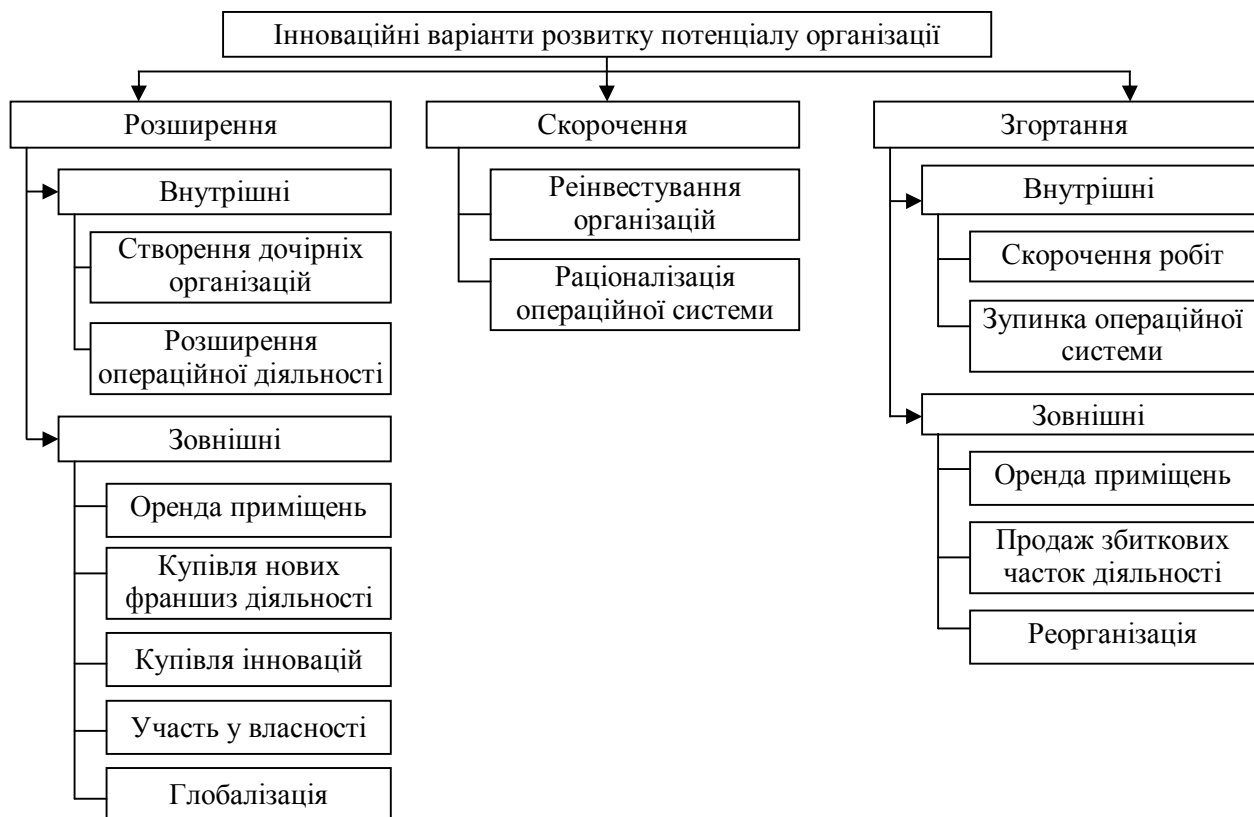 Інноваційні варіанти розвитку потенціалу організації
Розширення
Внутрішні
Створення дочірніх
організацій
Розширення
операційної діяльності
Зовнішні
Оренда приміщень
Купівля нових
франшиз діяльності
Купівля інновацій
Участь у власності
Глобалізація
Скорочення
Реінвестування
організацій
Раціоналізація
операційної системи
Згортання
Внутрішні
Скорочення робіт
Зупинка операційної
системи
Зовнішні
Оренда приміщень
Продаж збиткових
часток діяльності
Реорганізація